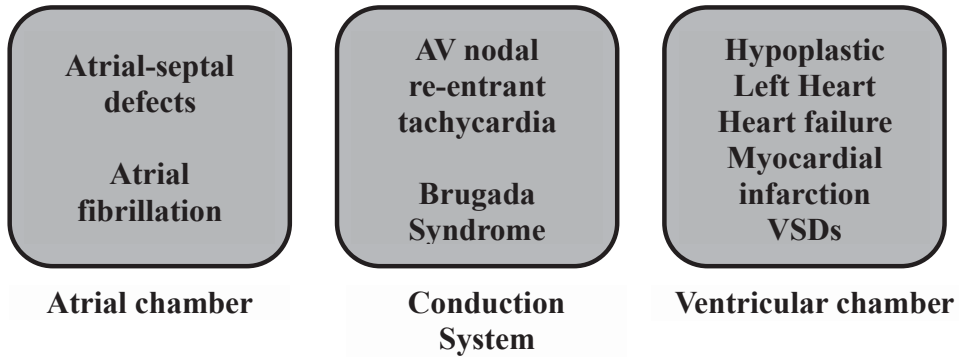 Atrial-septal
defects
Atrial
fibrillation
Atrial chamber
AV nodal
re-entrant
tachycardia
Brugada
Syndrome
Conduction
System
Hypoplastic
Left Heart
Heart failure
Myocardial
infarction
VSDs
Ventricular chamber